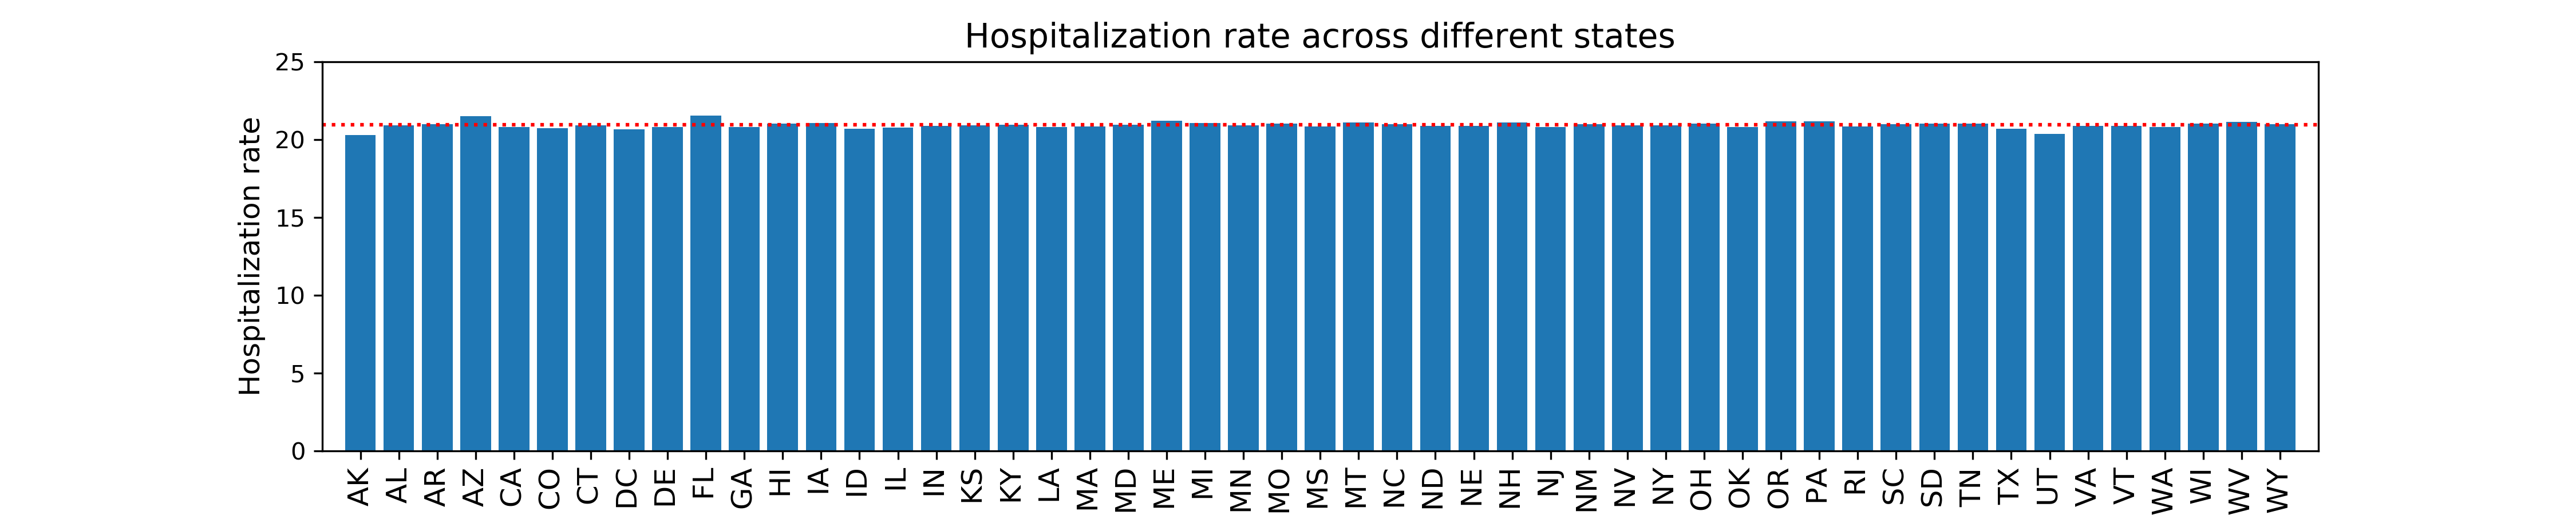 Hospitalization rate across different states
Hospitalization rate
25
20
15
10
5
0
AK AL AR AZ CA CO CT DC DE FL GA HI IA ID IL IN KS KY LA MA MD ME MI MN MO MS MT NC ND NE NH NJ NM NV NY OH OK OR PA RI SC SD TN TX UT VA VT WA WI WV WY